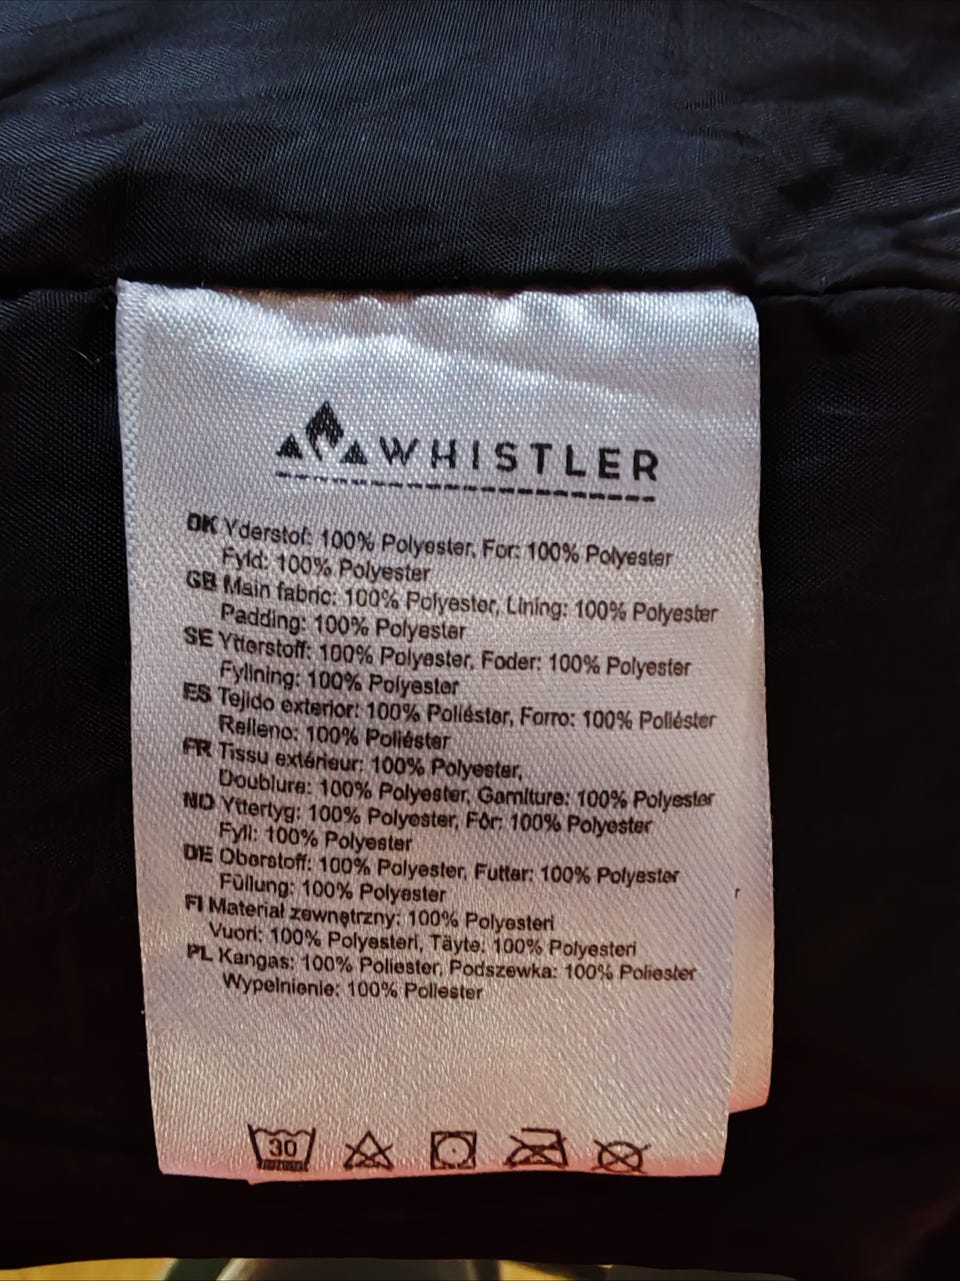 WHISTLER
DK Yderstof: 100% Polyester, For: 100% Polyester
Fyld: 100% Polyester
GB Main fabric: 100% Polyester, Lining: 100% Polyester
Padding: 100% Polyester
SE Ytterstoff: 100% Polyester, Foder: 100% Polyester
Fyllning: 100% Polyester
ES Tejido exterior: 100% Poliéster, Forro: 100% Poliéster
Relleno: 100% Poliéster
FR Tissu extérieur: 100% Polyester,
Doublure: 100% Polyester, Garniture: 100% Polyester
NO Yttertyg: 100% Polyester, Fôr: 100% Polyester
Fyll: 100% Polyester
DE Oberstoff: 100% Polyester, Futter: 100% Polyester
Füllung: 100% Polyester
FI Materiał zewnętrzny: 100% Polyesteri
Vuori: 100% Polyesteri, Täyte: 100% Polyesteri
PL Kangas: 100% Poliester, Podszewka: 100% Poliester
Wypelnienie: 100% Poliester
30